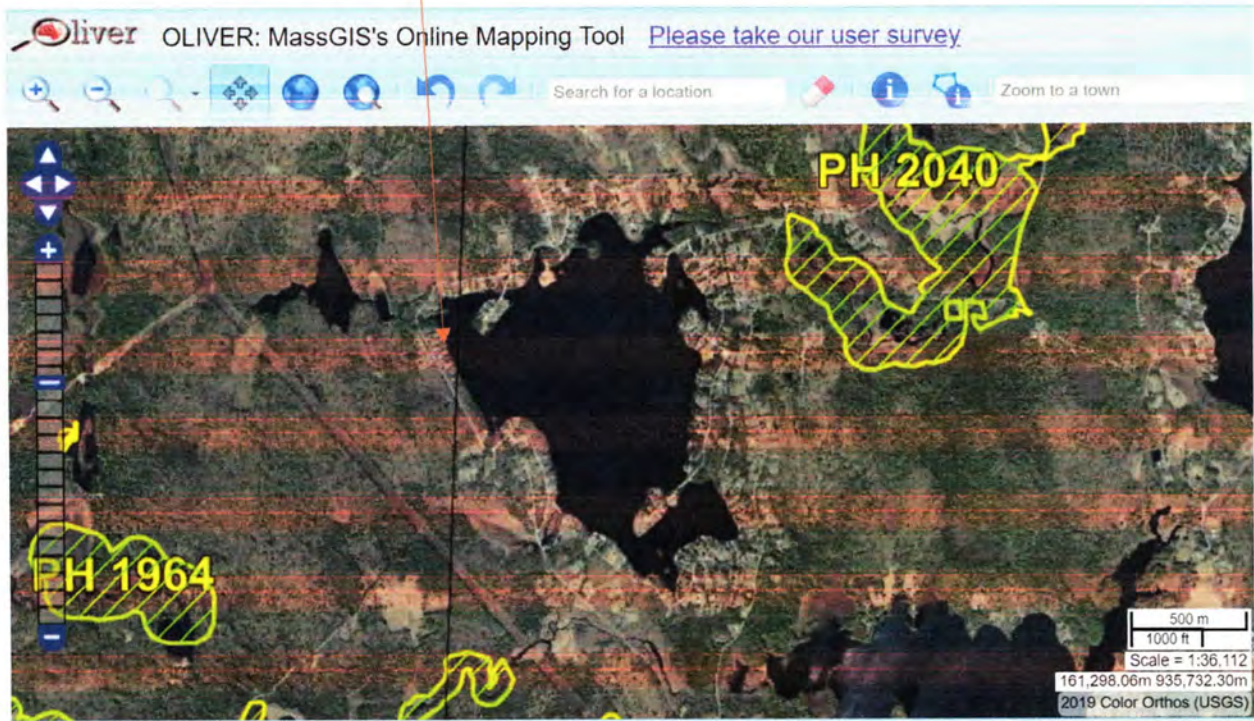 Oliver OLIVER: MassGIS's Online Mapping Tool Please take our user survey
Search for a location
Zoom to a town
PH 2040
PH 1964
500 m
1000 ft
Scale = 1:36,112
161,298.06m 935,732.30m
2019 Color Orthos (USGS)